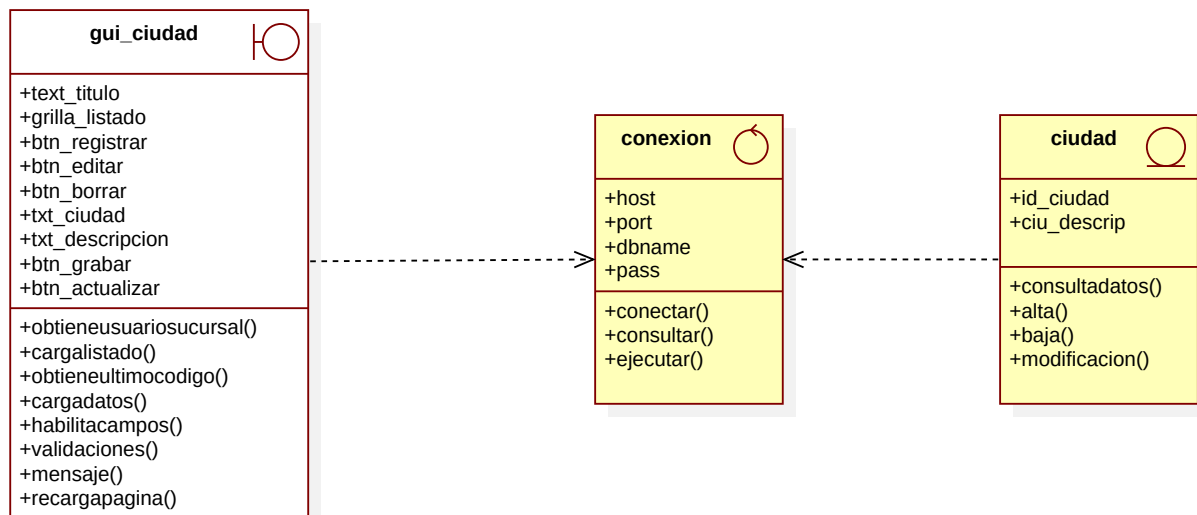 gui_ciudad
+text_titulo
+grilla_listado
+btn_registrar
+btn_editar
+btn_borrar
+txt_ciudad
+txt_descripcion
+btn_grabar
+btn_actualizar
+obtieneusuariosucursal()
+cargalistado()
+obtieneultimocodigo()
+cargadatos()
+habilitacampos()
+validaciones()
+mensaje()
+recargapagina()
conexion
+host
+port
+dbname
+pass
+conectar()
+consultar()
+ejecutar()
ciudad
+id_ciudad
+ciu_descrip
+consultadatos()
+alta()
+baja()
+modificacion()